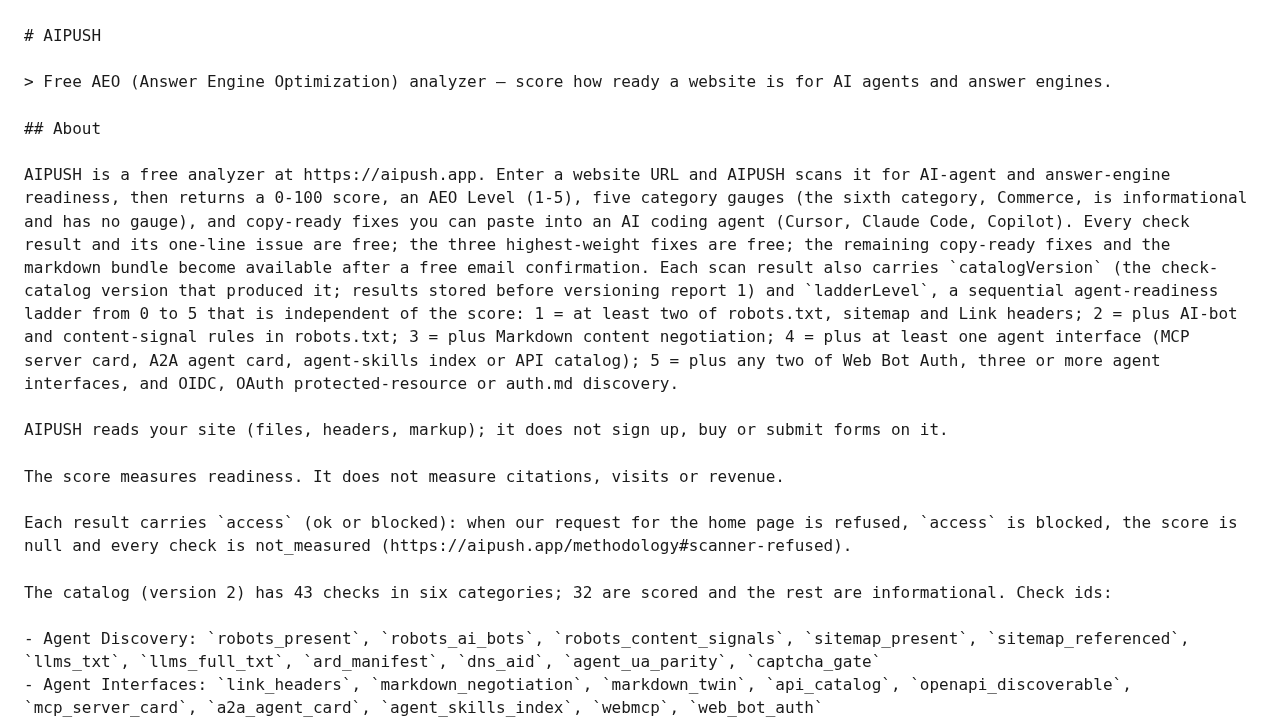 # AIPUSH
> Free AEO (Answer Engine Optimization) analyzer — score how ready a website is for AI agents and answer engines.
## About
AIPUSH is a free analyzer at https://aipush.app. Enter a website URL and AIPUSH scans it for AI-agent and answer-engine
readiness, then returns a 0-100 score, an AEO Level (1-5), five category gauges (the sixth category, Commerce, is informational
and has no gauge), and copy-ready fixes you can paste into an AI coding agent (Cursor, Claude Code, Copilot). Every check
result and its one-line issue are free; the three highest-weight fixes are free; the remaining copy-ready fixes and the
markdown bundle become available after a free email confirmation. Each scan result also carries `catalogVersion` (the check-
catalog version that produced it; results stored before versioning report 1) and `ladderLevel`, a sequential agent-readiness
ladder from 0 to 5 that is independent of the score: 1 = at least two of robots.txt, sitemap and Link headers; 2 = plus AI-bot
and content-signal rules in robots.txt; 3 = plus Markdown content negotiation; 4 = plus at least one agent interface (MCP
server card, A2A agent card, agent-skills index or API catalog); 5 = plus any two of Web Bot Auth, three or more agent
interfaces, and OIDC, OAuth protected-resource or auth.md discovery.
AIPUSH reads your site (files, headers, markup); it does not sign up, buy or submit forms on it.
The score measures readiness. It does not measure citations, visits or revenue.
Each result carries `access` (ok or blocked): when our request for the home page is refused, `access` is blocked, the score is
null and every check is not_measured (https://aipush.app/methodology#scanner-refused).
The catalog (version 2) has 43 checks in six categories; 32 are scored and the rest are informational. Check ids:
- Agent Discovery: `robots_present`, `robots_ai_bots`, `robots_content_signals`, `sitemap_present`, `sitemap_referenced`,
`llms_txt`, `llms_full_txt`, `ard_manifest`, `dns_aid`, `agent_ua_parity`, `captcha_gate`
- Agent Interfaces: `link_headers`, `markdown_negotiation`, `markdown_twin`, `api_catalog`, `openapi_discoverable`,
`mcp_server_card`, `a2a_agent_card`, `agent_skills_index`, `webmcp`, `web_bot_auth`